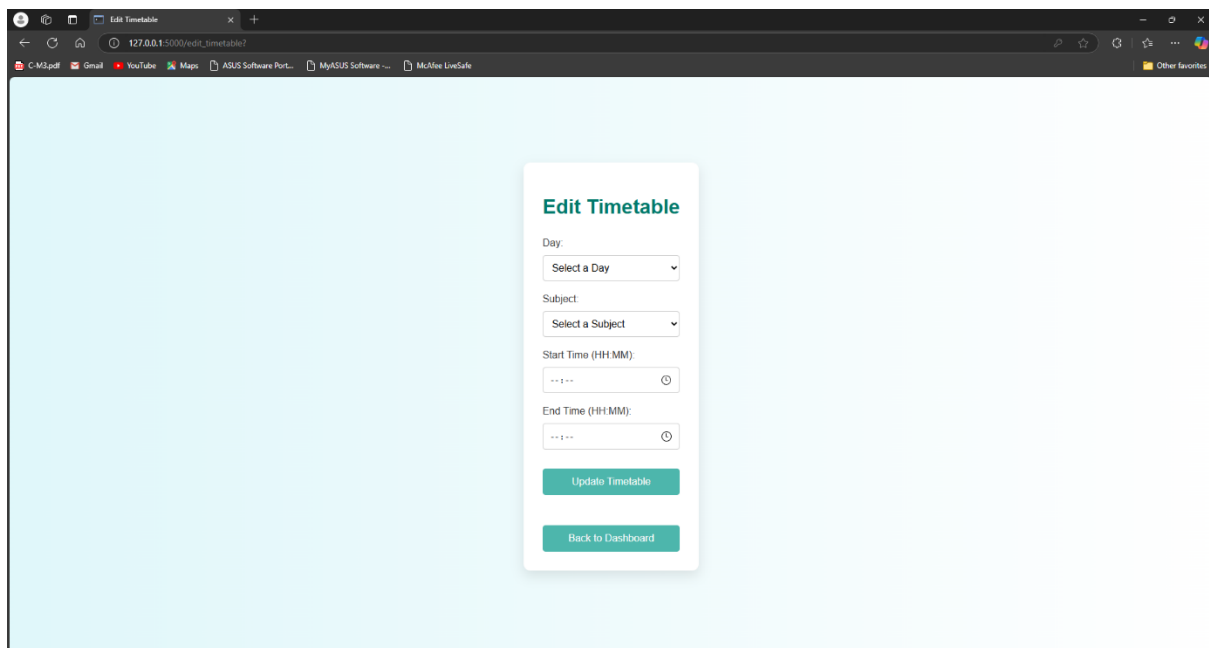 Edit Timetable
127.0.0.1:5000/edit_timetable?
C-M3.pdf Gmail YouTube Maps ASUS Software Port... MyASUS Software -... McAfee LiveSafe Other favorites
Edit Timetable
Day:
Select a Day
Subject:
Select a Subject
Start Time (HH:MM):
--:--
End Time (HH:MM):
--:--
Update Timetable
Back to Dashboard